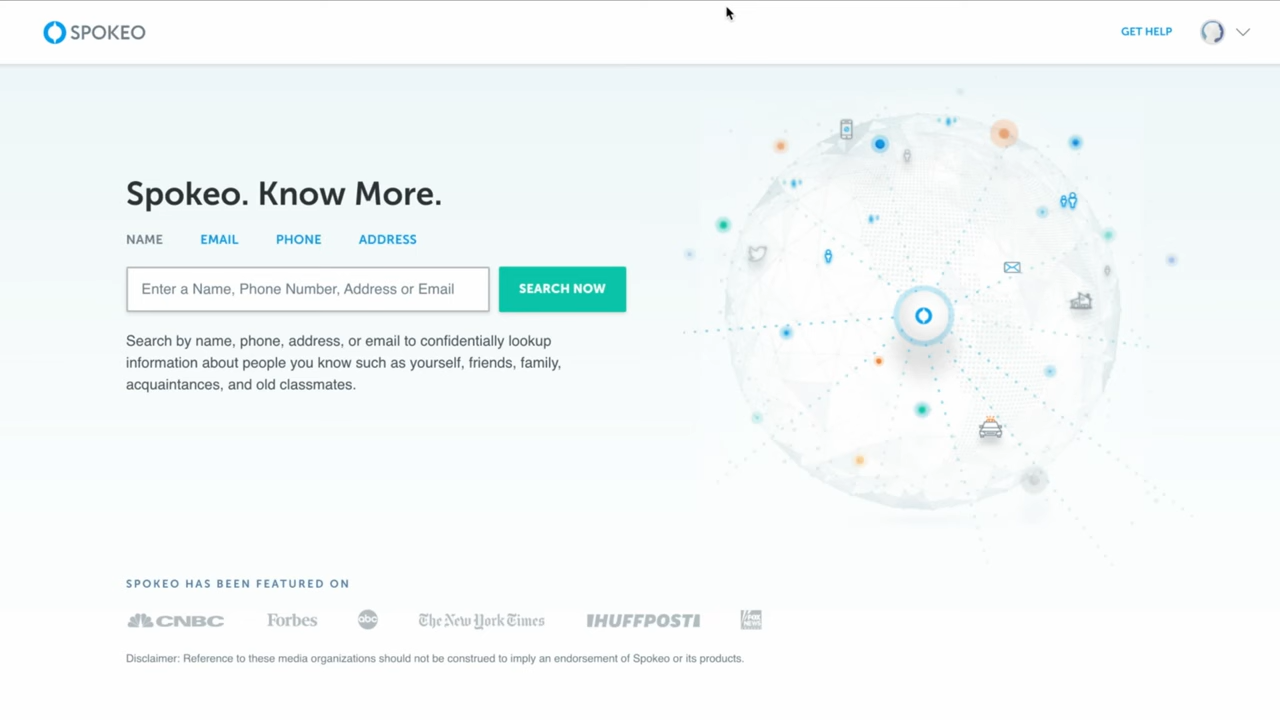 SPOKEO
GET HELP
Spokeo. Know More.
NAME EMAIL PHONE ADDRESS
Enter a Name, Phone Number, Address or Email
SEARCH NOW
Search by name, phone, address, or email to confidentially lookup
information about people you know such as yourself, friends, family,
acquaintances, and old classmates.
SPOKEO HAS BEEN FEATURED ON
CNBC Forbes abc The New York Times IHUFFPOSTI FOX NEWS
Disclaimer: Reference to these media organizations should not be construed to imply an endorsement of Spokeo or its products.